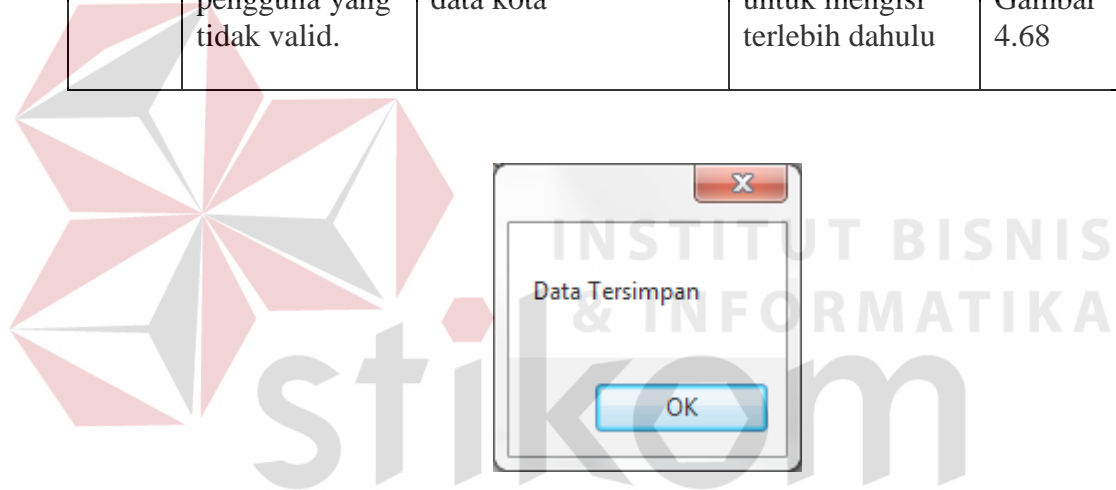 pengguna yang data kota untuk mengisi Gambar
tidak valid. terlebih dahulu 4.68
INSTITUT BISNIS
Data Tersimpan
& INFORMATIKA
stikom
OK